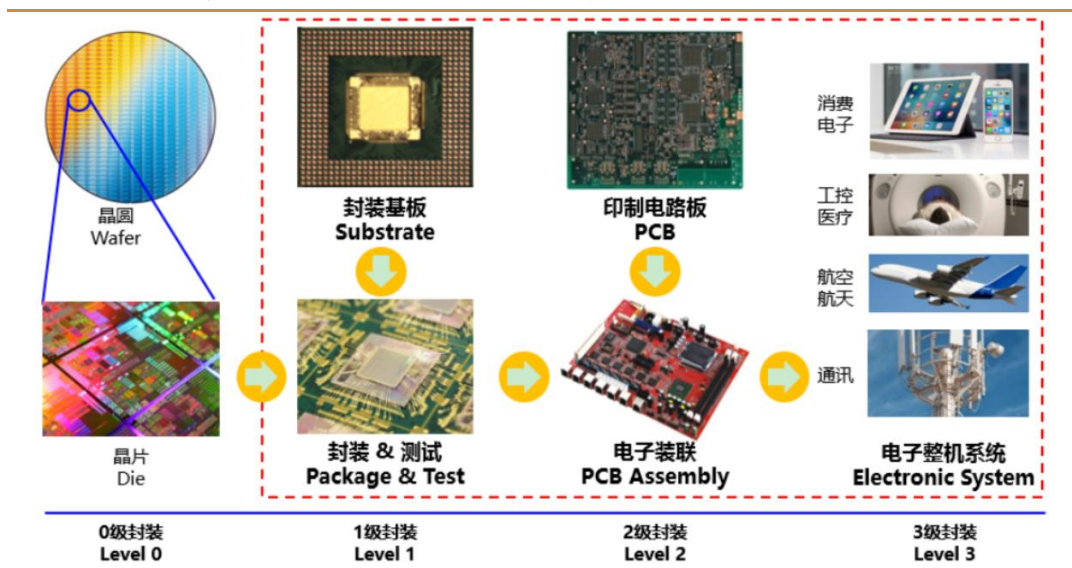 晶圆
Wafer
晶片
Die
封装基板
Substrate
封装 & 测试
Package & Test
印制电路板
PCB
电子装联
PCB Assembly
消费
电子
工控
医疗
航空
航天
通讯
电子整机系统
Electronic System
0级封装
Level 0
1级封装
Level 1
2级封装
Level 2
3级封装
Level 3